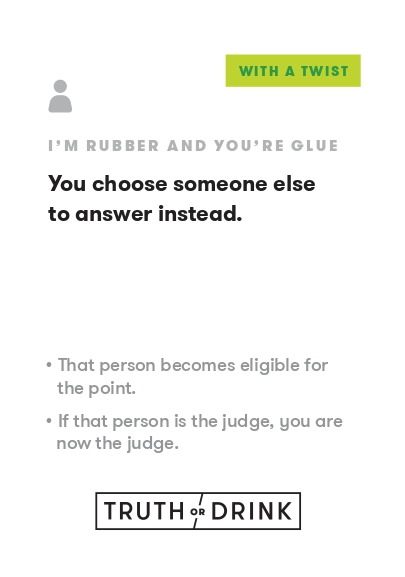 WITH A TWIST
I'M RUBBER AND YOU'RE GLUE
You choose someone else
to answer instead.
• That person becomes eligible for
the point.
• If that person is the judge, you are
now the judge.
TRUTH OR DRINK